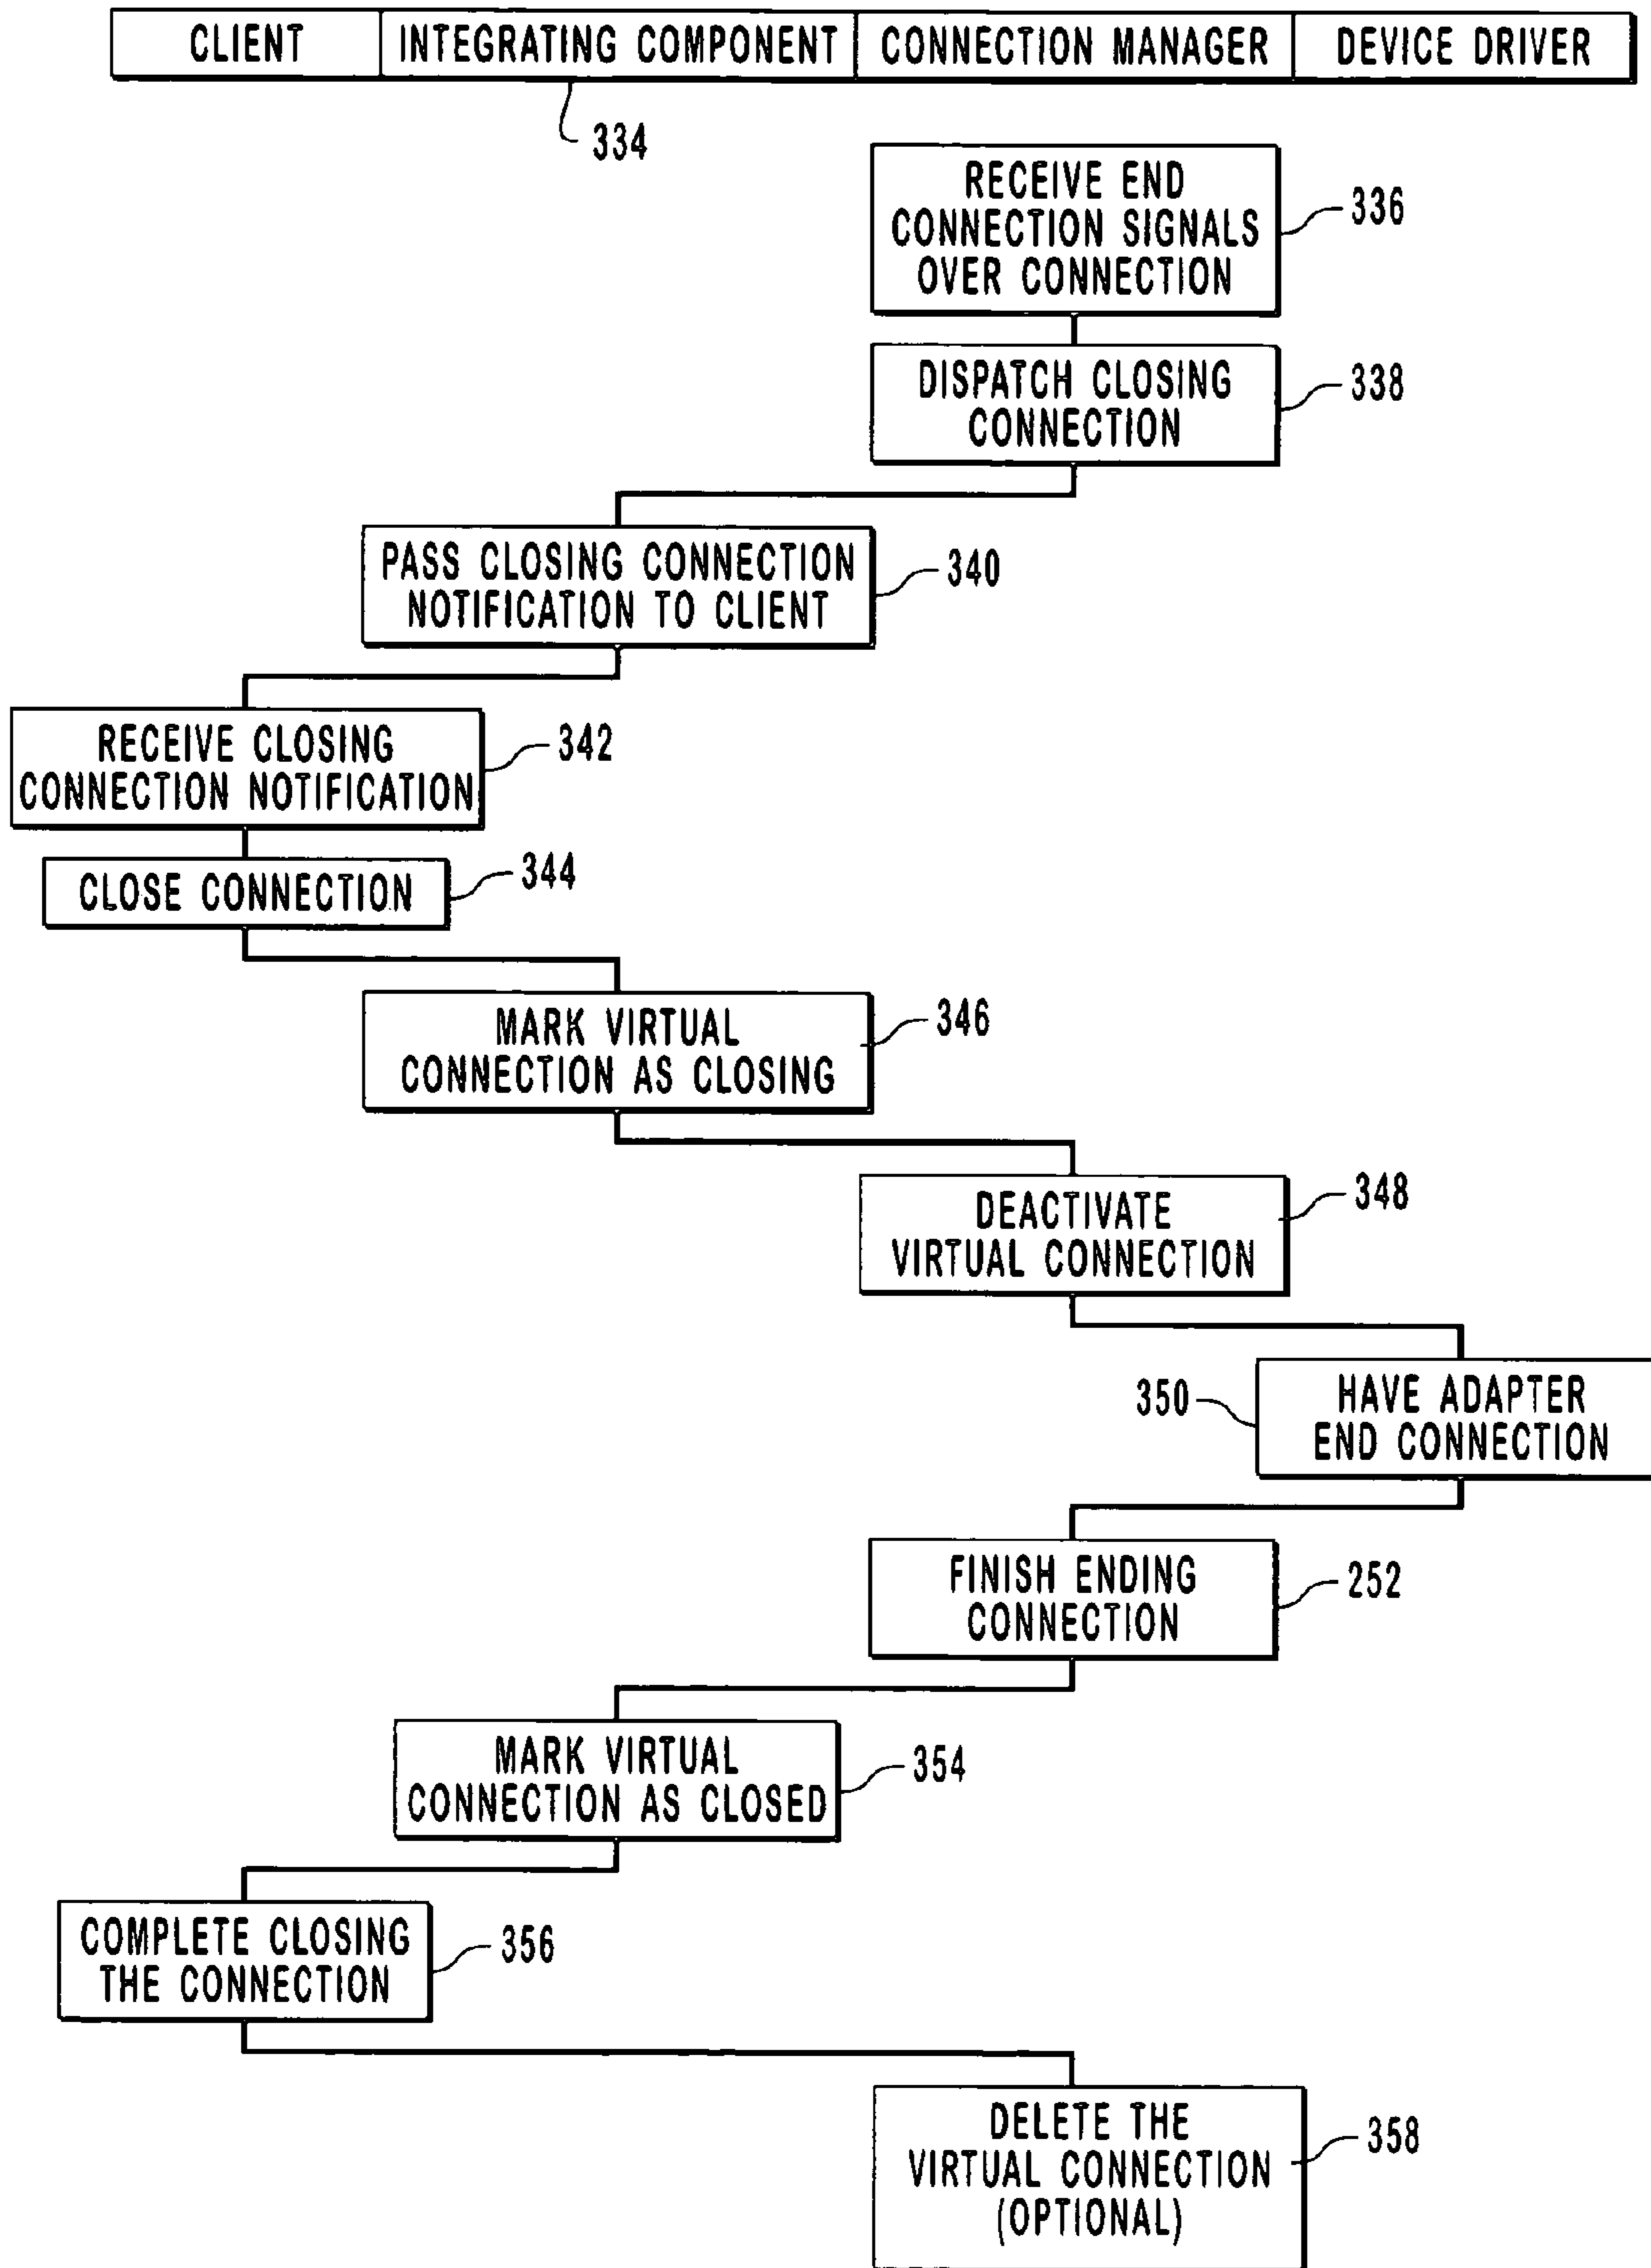 CLIENT INTEGRATING COMPONENT CONNECTION MANAGER DEVICE DRIVER
334
RECEIVE END
CONNECTION SIGNALS
OVER CONNECTION
336
DISPATCH CLOSING
CONNECTION
338
PASS CLOSING CONNECTION
NOTIFICATION TO CLIENT
340
RECEIVE CLOSING
CONNECTION NOTIFICATION
342
CLOSE CONNECTION
344
MARK VIRTUAL
CONNECTION AS CLOSING
346
DEACTIVATE
VIRTUAL CONNECTION
348
HAVE ADAPTER
END CONNECTION
350
FINISH ENDING
CONNECTION
252
MARK VIRTUAL
CONNECTION AS CLOSED
354
COMPLETE CLOSING
THE CONNECTION
356
DELETE THE
VIRTUAL CONNECTION
(OPTIONAL)
358